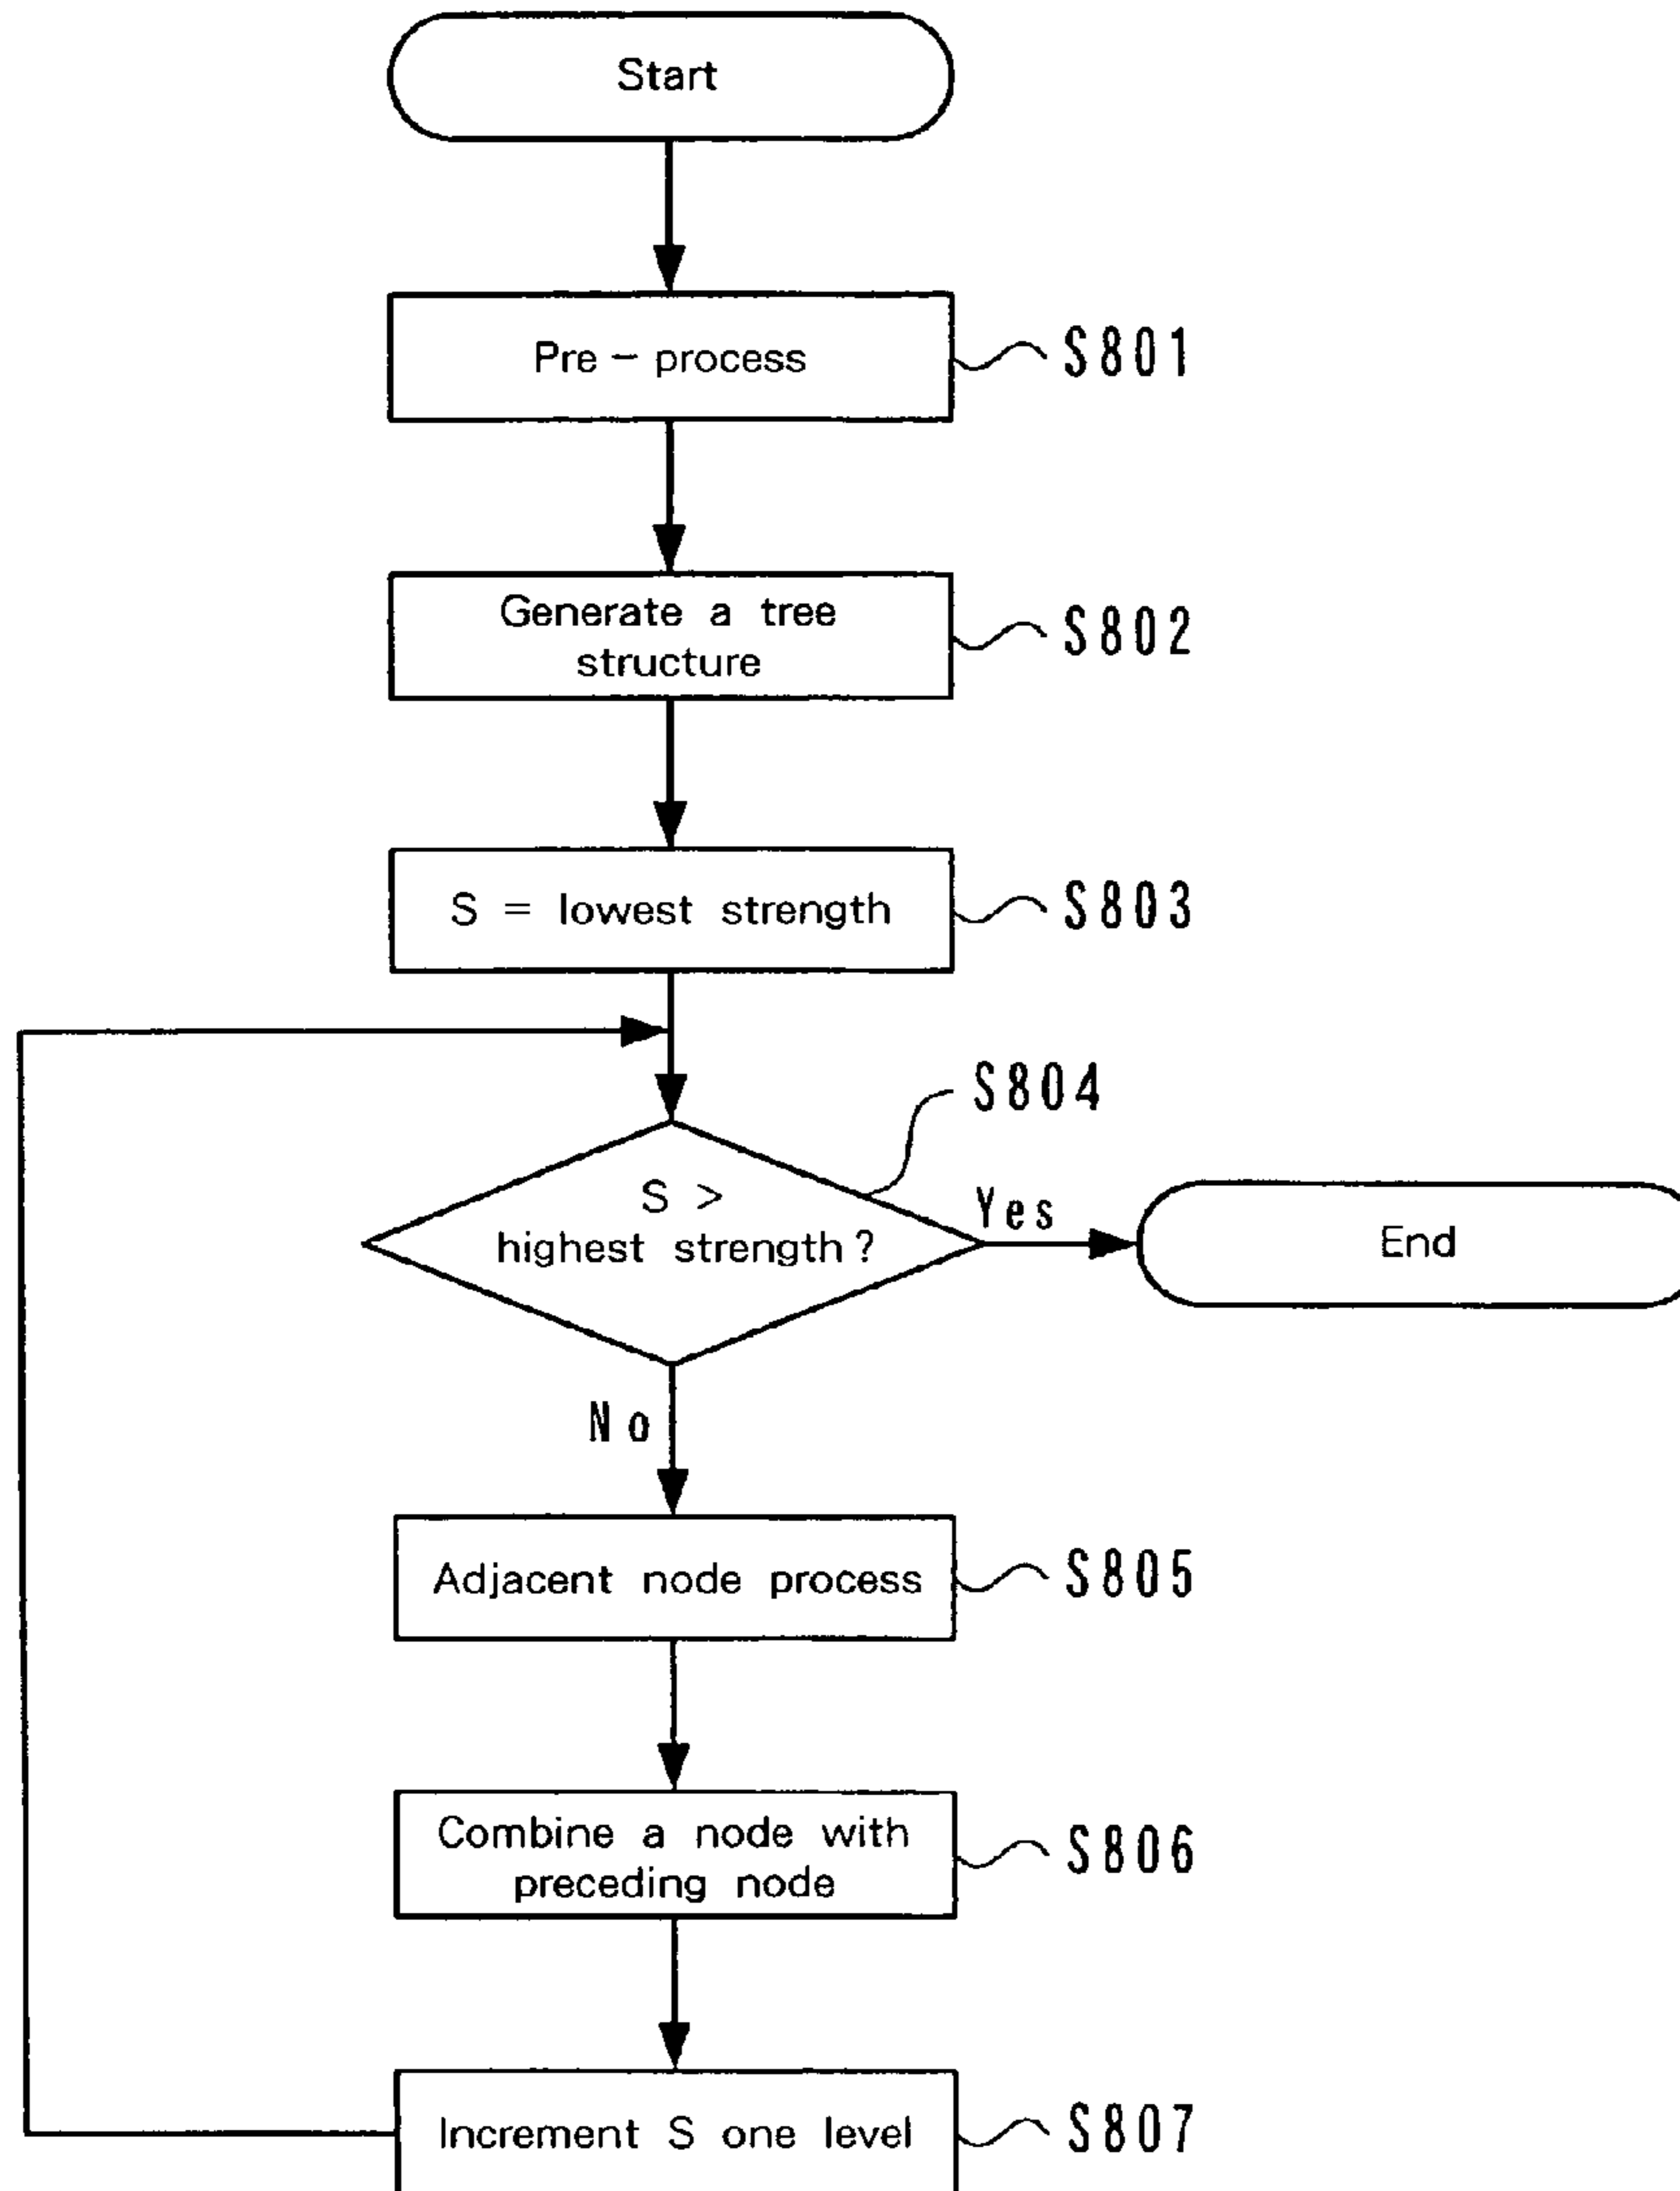 Start
Pre – process
S801
Generate a tree
structure
S802
S = lowest strength
S803
S804
S >
highest strength ?
Yes
End
No
Adjacent node process
S805
Combine a node with
preceding node
S806
Increment S one level
S807